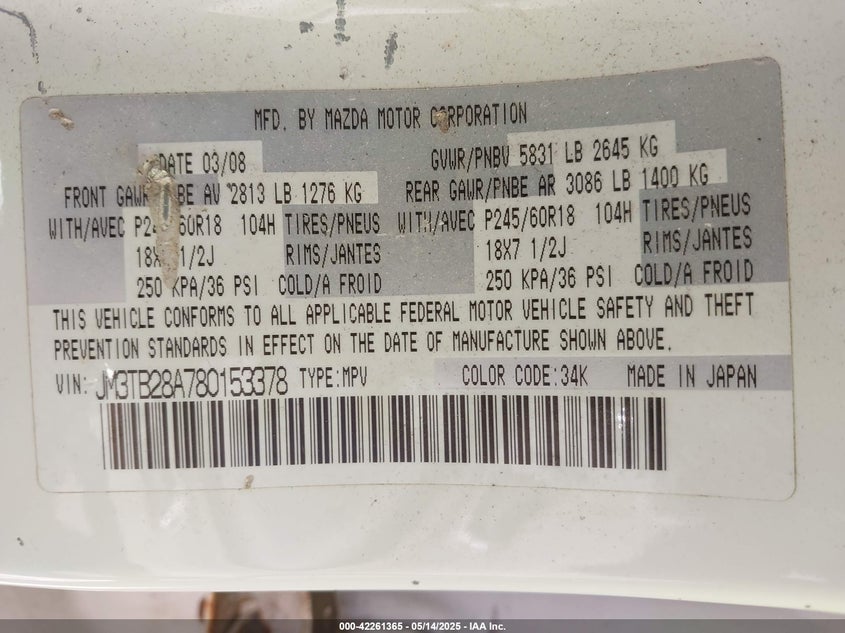 MFD. BY MAZDA MOTOR CORPORATION
DATE 03/08 GVWR/PNBV 5831 LB 2645 KG
FRONT GAWR/PNBE AV 2813 LB 1276 KG REAR GAWR/PNBE AR 3086 LB 1400 KG
WITH/AVEC P245/60R18 104H TIRES/PNEUS WITH/AVEC P245/60R18 104H TIRES/PNEUS
18X7 1/2J RIMS/JANTES 18X7 1/2J RIMS/JANTES
250 KPA/36 PSI COLD/A FROID 250 KPA/36 PSI COLD/A FROID
THIS VEHICLE CONFORMS TO ALL APPLICABLE FEDERAL MOTOR VEHICLE SAFETY AND THEFT
PREVENTION STANDARDS IN EFFECT ON THE DATE OF MANUFACTURE SHOWN ABOVE.
VIN: JM3TB28A780153378 TYPE:MPV COLOR CODE:34K MADE IN JAPAN
000-42261365 - 05/14/2025 - IAA Inc.